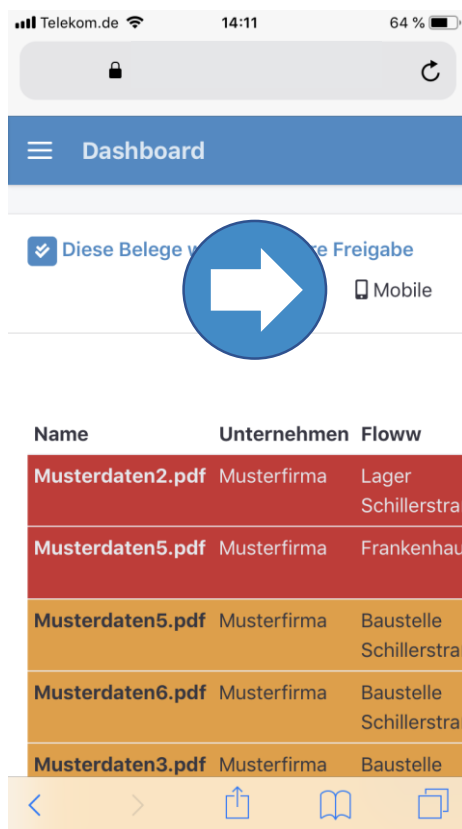 Telekom.de 14:11 64 %
Dashboard
Diese Belege Freigabe
Mobile
Name Unternehmen Floww
Musterdaten2.pdf Musterfirma Lager
Schillerstra
Musterdaten5.pdf Musterfirma Frankenhau
Musterdaten5.pdf Musterfirma Baustelle
Schillerstra
Musterdaten6.pdf Musterfirma Baustelle
Schillerstra
Musterdaten3.pdf Musterfirma Baustelle